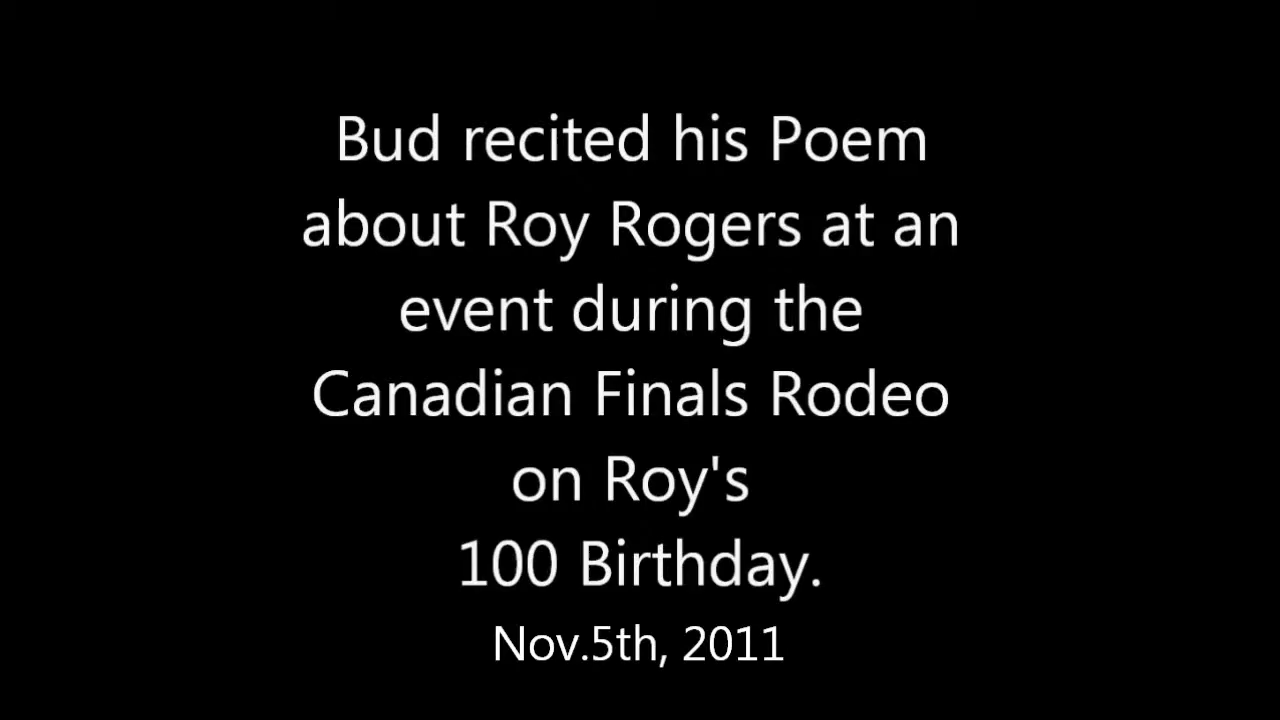 Bud recited his Poem
about Roy Rogers at an
event during the
Canadian Finals Rodeo
on Roy's
100 Birthday.
Nov.5th, 2011